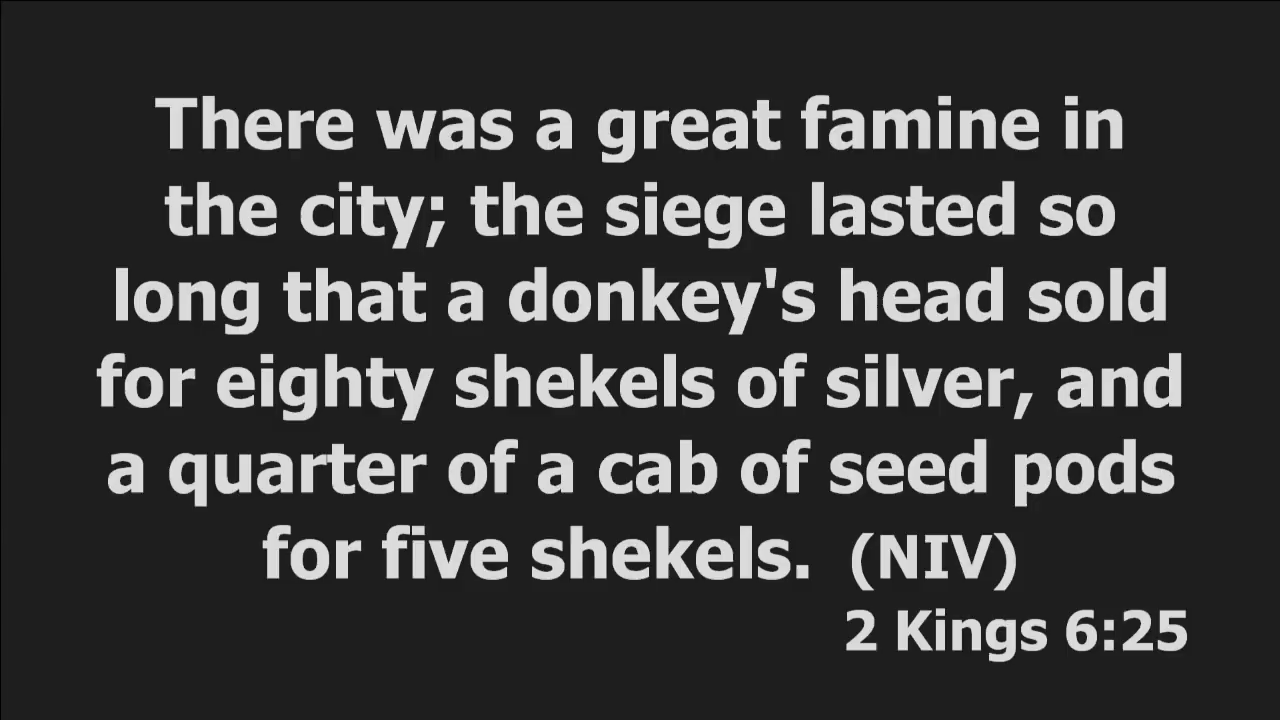 There was a great famine in
the city; the siege lasted so
long that a donkey's head sold
for eighty shekels of silver, and
a quarter of a cab of seed pods
for five shekels.  (NIV)
2 Kings 6:25